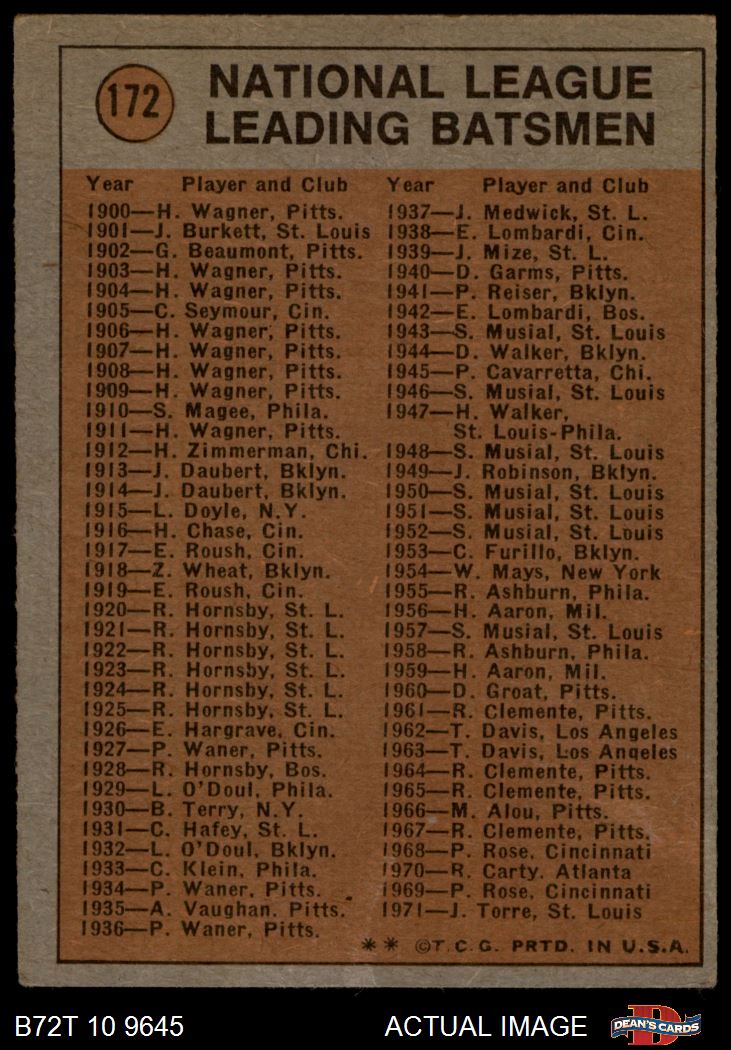 172
NATIONAL LEAGUE
LEADING BATSMEN
Year Player and Club
1900—H. Wagner, Pitts.
1901—J. Burkett, St. Louis
1902—G. Beaumont, Pitts.
1903—H. Wagner, Pitts.
1904—H. Wagner, Pitts.
1905—C. Seymour, Cin.
1906—H. Wagner, Pitts.
1907—H. Wagner, Pitts.
1908—H. Wagner, Pitts.
1909—H. Wagner, Pitts.
1910—S. Magee, Phila.
1911—H. Wagner, Pitts.
1912—H. Zimmerman, Chi.
1913—J. Daubert, Bklyn.
1914—J. Daubert, Bklyn.
1915—L. Doyle, N.Y.
1916—H. Chase, Cin.
1917—E. Roush, Cin.
1918—Z. Wheat, Bklyn.
1919—E. Roush, Cin.
1920—R. Hornsby, St. L.
1921—R. Hornsby, St. L.
1922—R. Hornsby, St. L.
1923—R. Hornsby, St. L.
1924—R. Hornsby, St. L.
1925—R. Hornsby, St. L.
1926—E. Hargrave, Cin.
1927—P. Waner, Pitts.
1928—R. Hornsby, Bos.
1929—L. O'Doul, Phila.
1930—B. Terry, N.Y.
1931—C. Hafey, St. L.
1932—L. O'Doul, Bklyn.
1933—C. Klein, Phila.
1934—P. Waner, Pitts.
1935—A. Vaughan, Pitts.
1936—P. Waner, Pitts.
Year Player and Club
1937—J. Medwick, St. L.
1938—E. Lombardi, Cin.
1939—J. Mize, St. L.
1940—D. Garms, Pitts.
1941—P. Reiser, Bklyn.
1942—E. Lombardi, Bos.
1943—S. Musial, St. Louis
1944—D. Walker, Bklyn.
1945—P. Cavarretta, Chi.
1946—S. Musial, St. Louis
1947—H. Walker,
St. Louis-Phila.
1948—S. Musial, St. Louis
1949—J. Robinson, Bklyn.
1950—S. Musial, St. Louis
1951—S. Musial, St. Louis
1952—S. Musial, St. Louis
1953—C. Furillo, Bklyn.
1954—W. Mays, New York
1955—R. Ashburn, Phila.
1956—H. Aaron, Mil.
1957—S. Musial, St. Louis
1958—R. Ashburn, Phila.
1959—H. Aaron, Mil.
1960—D. Groat, Pitts.
1961—R. Clemente, Pitts.
1962—T. Davis, Los Angeles
1963—T. Davis, Los Angeles
1964—R. Clemente, Pitts.
1965—R. Clemente, Pitts.
1966—M. Alou, Pitts.
1967—R. Clemente, Pitts.
1968—P. Rose, Cincinnati
1970—R. Carty, Atlanta
1969—P. Rose, Cincinnati
1971—J. Torre, St. Louis
** ©T.C.G. PRTD. IN U.S.A.
B72T 10 9645
ACTUAL IMAGE
D
DEAN'S CARDS